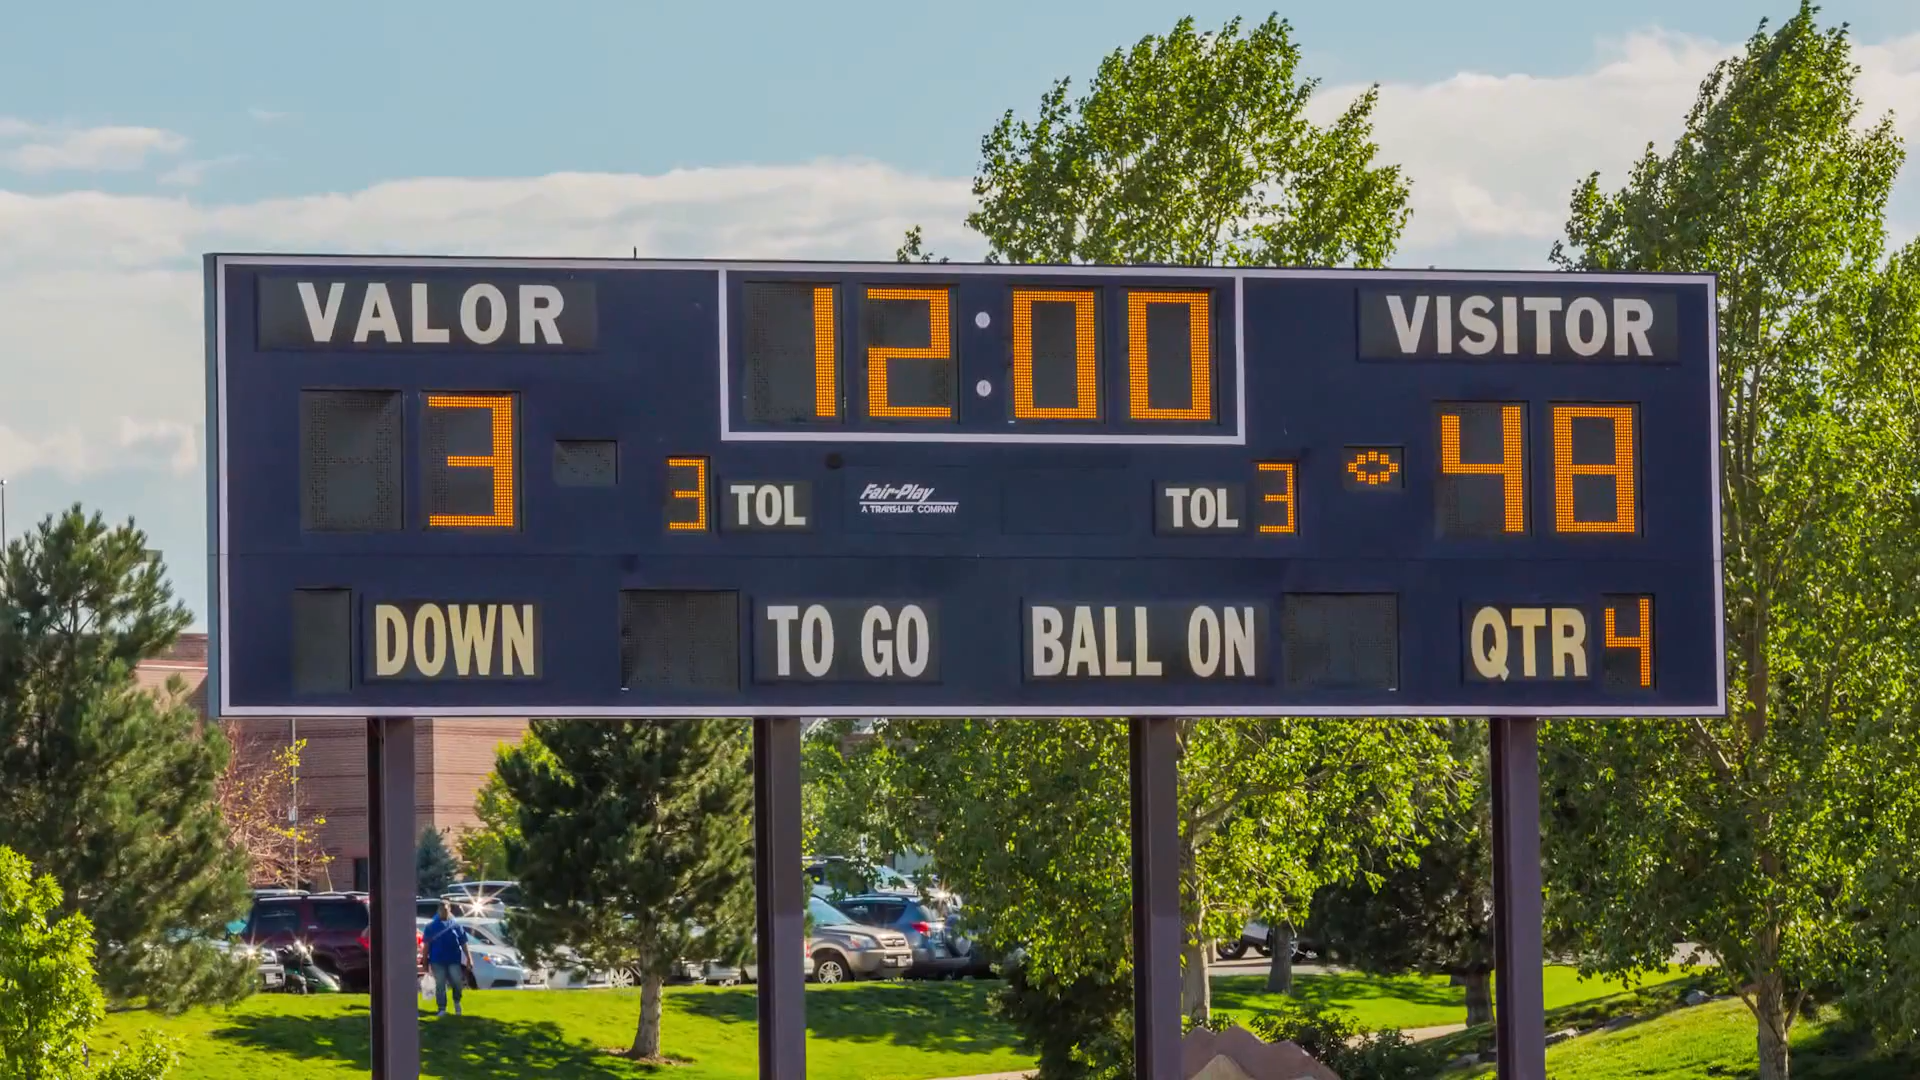 VALOR 12:00 VISITOR
3 3 TOL Fair-Play TOL 3 48
A TRANS-LUX COMPANY
DOWN TO GO BALL ON QTR 4